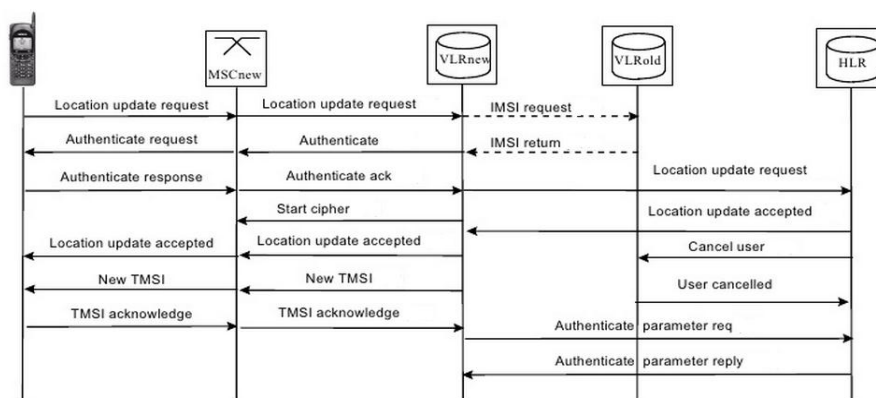 MSCnew
VLRnew
VLRold
HLR
Location update request
Location update request
IMSI request
Authenticate request
Authenticate
IMSI return
Authenticate response
Authenticate ack
Location update request
Start cipher
Location update accepted
Location update accepted
Location update accepted
Cancel user
New TMSI
New TMSI
User cancelled
TMSI acknowledge
TMSI acknowledge
Authenticate parameter req
Authenticate parameter reply